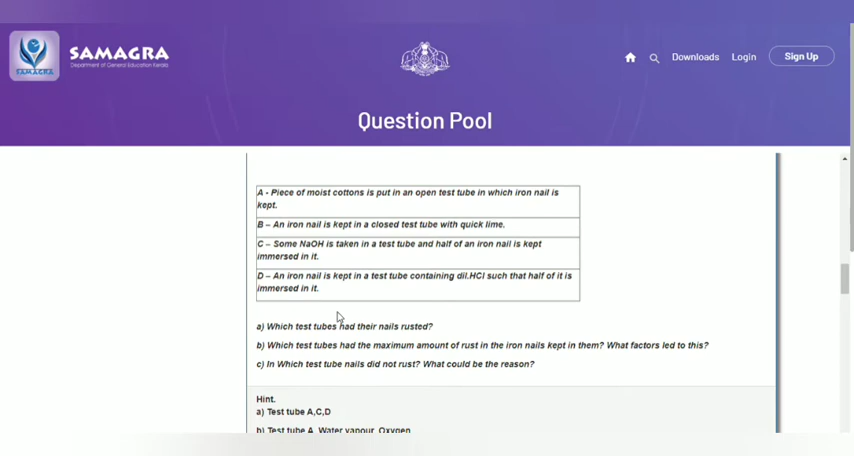 SAMAGRA
Department of General Education Kerala
SAMAGRA
Downloads
Login
Sign Up
Question Pool
A - Piece of moist cottons is put in an open test tube in which iron nail is
kept.
B – An iron nail is kept in a closed test tube with quick lime.
C – Some NaOH is taken in a test tube and half of an iron nail is kept
immersed in it.
D – An iron nail is kept in a test tube containing dil.HCl such that half of it is
immersed in it.
a) Which test tubes had their nails rusted?
b) Which test tubes had the maximum amount of rust in the iron nails kept in them? What factors led to this?
c) In Which test tube nails did not rust? What could be the reason?
Hint.
a) Test tube A,C,D
b) Test tube A, Water vapour, Oxygen